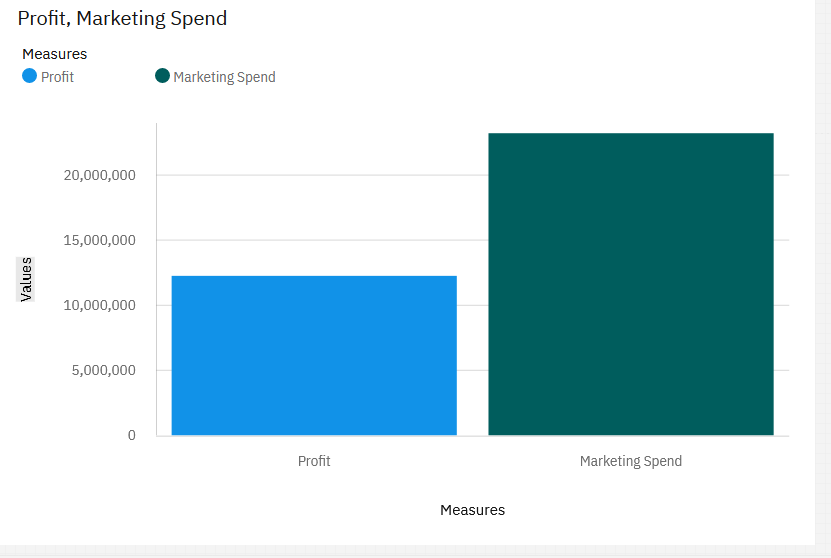 Profit, Marketing Spend
Measures
Profit
Marketing Spend
20,000,000
15,000,000
10,000,000
5,000,000
0
Values
Profit
Marketing Spend
Measures